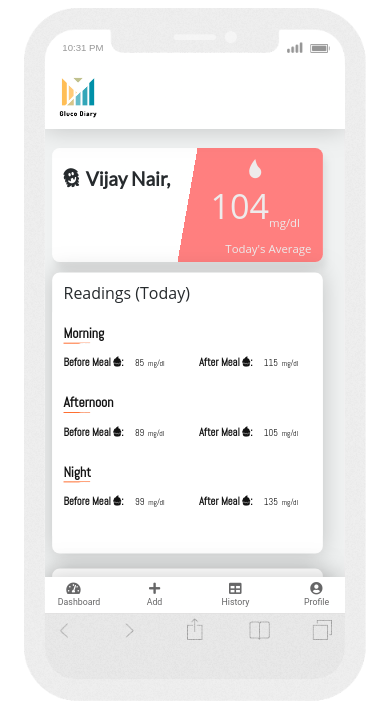 10:31 PM
Gluco Diary
Vijay Nair,
104 mg/dl
Today's Average
Readings (Today)
Morning
Before Meal : 85 mg/dl After Meal : 115 mg/dl
Afternoon
Before Meal : 89 mg/dl After Meal : 105 mg/dl
Night
Before Meal : 99 mg/dl After Meal : 135 mg/dl
Dashboard Add History Profile